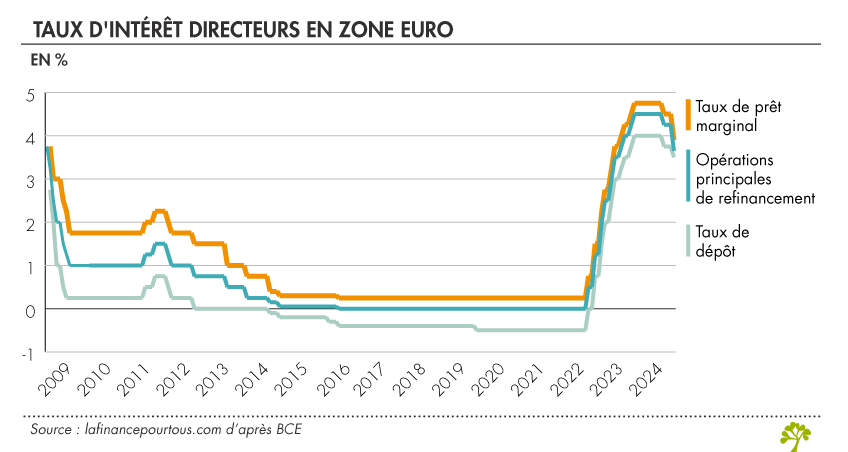 TAUX D'INTÉRÊT DIRECTEURS EN ZONE EURO
EN %
5
4
3
2
1
0
-1
2009
2010
2011
2012
2013
2014
2015
2016
2017
2018
2019
2020
2021
2022
2023
2024
Taux de prêt
marginal
Opérations
principales
de refinancement
Taux de
dépôt
Source : lafinancepourtous.com d'après BCE